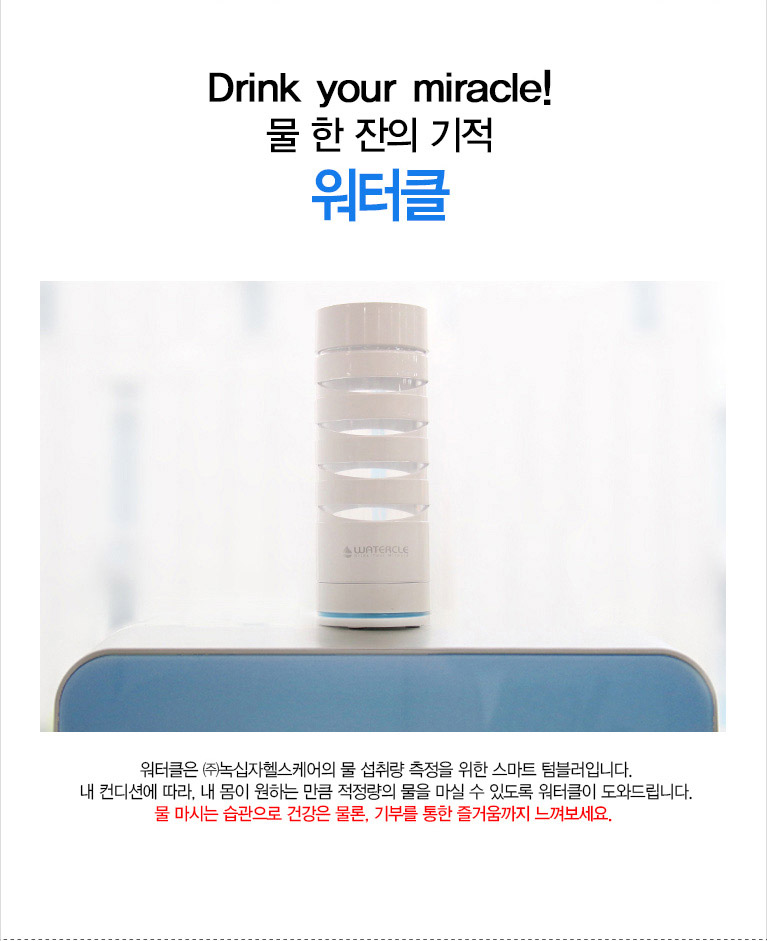 Drink your miracle!
물 한 잔의 기적
워터클
WATERCLE
워터클은 ㈜녹십자헬스케어의 물 섭취량 측정을 위한 스마트 텀블러입니다.
내 컨디션에 따라, 내 몸이 원하는 만큼 적정량의 물을 마실 수 있도록 워터클이 도와드립니다.
물 마시는 습관으로 건강은 물론, 기부를 통한 즐거움까지 느껴보세요.